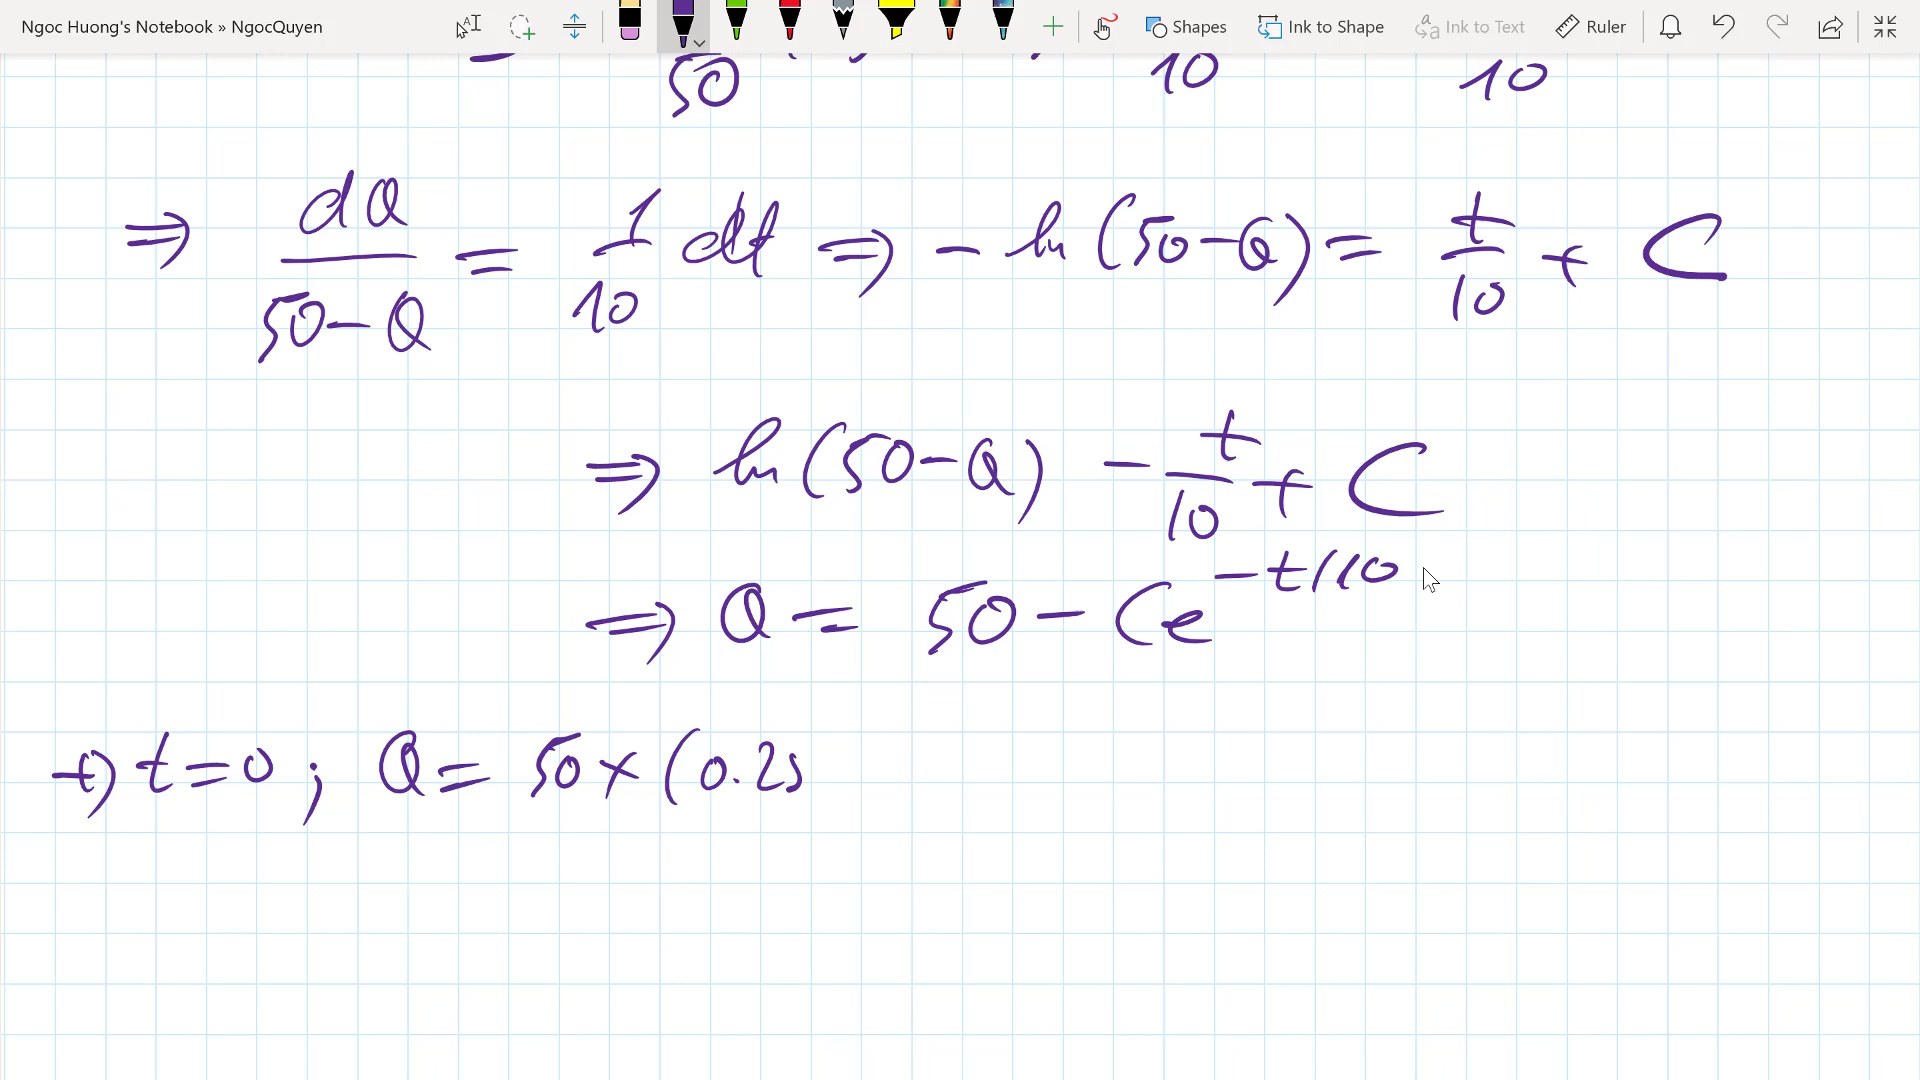 Ngoc Huong's Notebook » NgocQuyen Shapes Ink to Shape Ink to Text Ruler
50 10 10
⇒ dQ/(50-Q) = 1/10 dt ⇒ - ln(50-Q) = t/10 + C
⇒ ln(50-Q) - t/10 + C
⇒ Q = 50 - Ce^(-t/10)
+) t=0 ; Q = 50 × (0.25